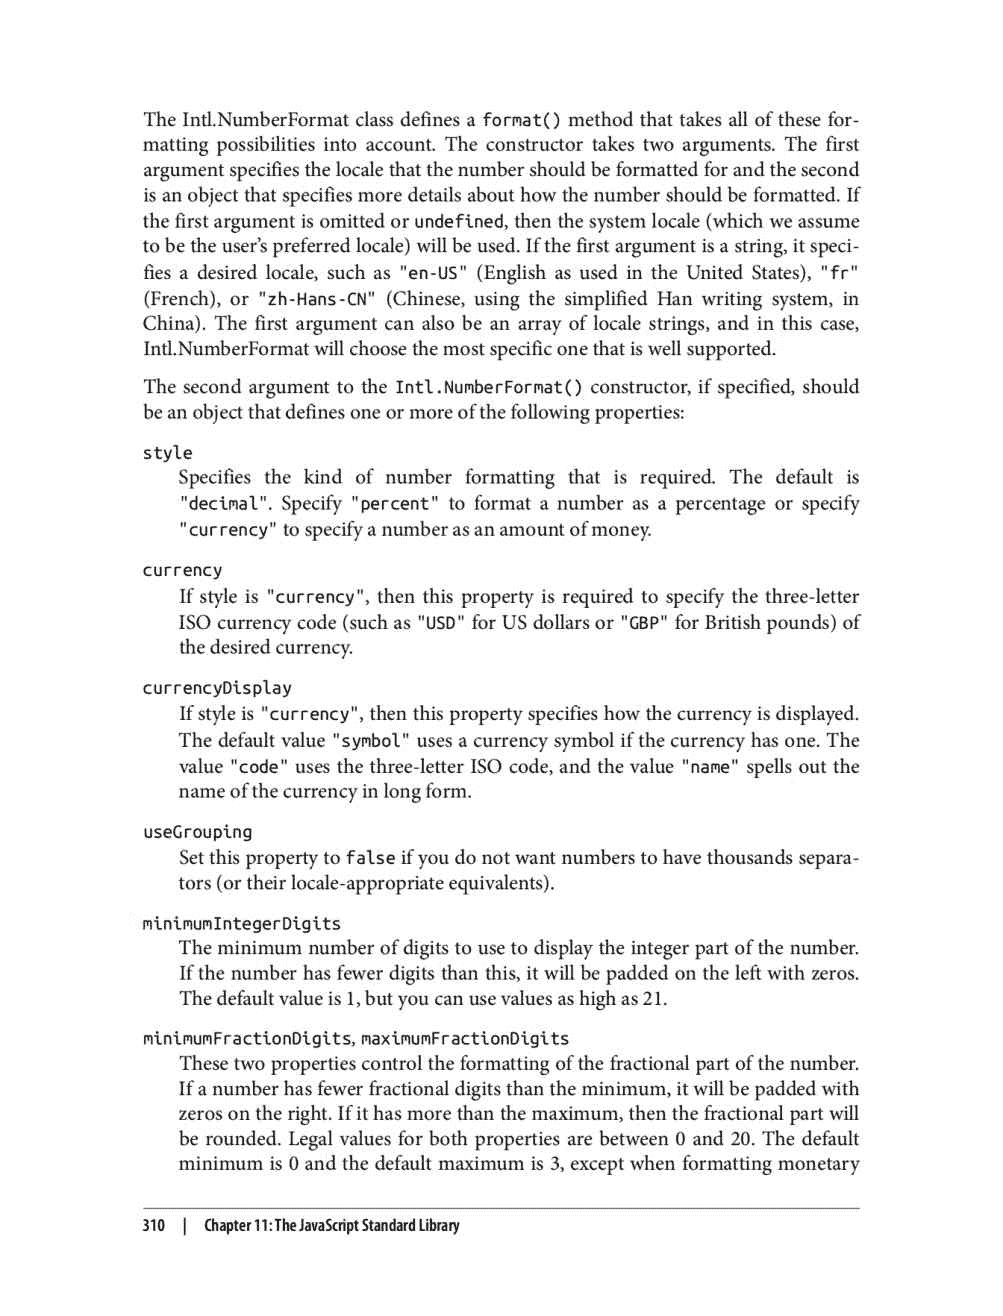 The Intl.NumberFormat class defines a format() method that takes all of these for-
matting possibilities into account. The constructor takes two arguments. The first
argument specifies the locale that the number should be formatted for and the second
is an object that specifies more details about how the number should be formatted. If
the first argument is omitted or undefined, then the system locale (which we assume
to be the user’s preferred locale) will be used. If the first argument is a string, it speci-
fies a desired locale, such as "en-US" (English as used in the United States), "fr"
(French), or "zh-Hans-CN" (Chinese, using the simplified Han writing system, in
China). The first argument can also be an array of locale strings, and in this case,
Intl.NumberFormat will choose the most specific one that is well supported.
The second argument to the Intl.NumberFormat() constructor, if specified, should
be an object that defines one or more of the following properties:
style
Specifies the kind of number formatting that is required. The default is
"decimal". Specify "percent" to format a number as a percentage or specify
"currency" to specify a number as an amount of money.
currency
If style is "currency", then this property is required to specify the three-letter
ISO currency code (such as "USD" for US dollars or "GBP" for British pounds) of
the desired currency.
currencyDisplay
If style is "currency", then this property specifies how the currency is displayed.
The default value "symbol" uses a currency symbol if the currency has one. The
value "code" uses the three-letter ISO code, and the value "name" spells out the
name of the currency in long form.
useGrouping
Set this property to false if you do not want numbers to have thousands separa-
tors (or their locale-appropriate equivalents).
minimumIntegerDigits
The minimum number of digits to use to display the integer part of the number.
If the number has fewer digits than this, it will be padded on the left with zeros.
The default value is 1, but you can use values as high as 21.
minimumFractionDigits, maximumFractionDigits
These two properties control the formatting of the fractional part of the number.
If a number has fewer fractional digits than the minimum, it will be padded with
zeros on the right. If it has more than the maximum, then the fractional part will
be rounded. Legal values for both properties are between 0 and 20. The default
minimum is 0 and the default maximum is 3, except when formatting monetary
310 | Chapter 11: The JavaScript Standard Library